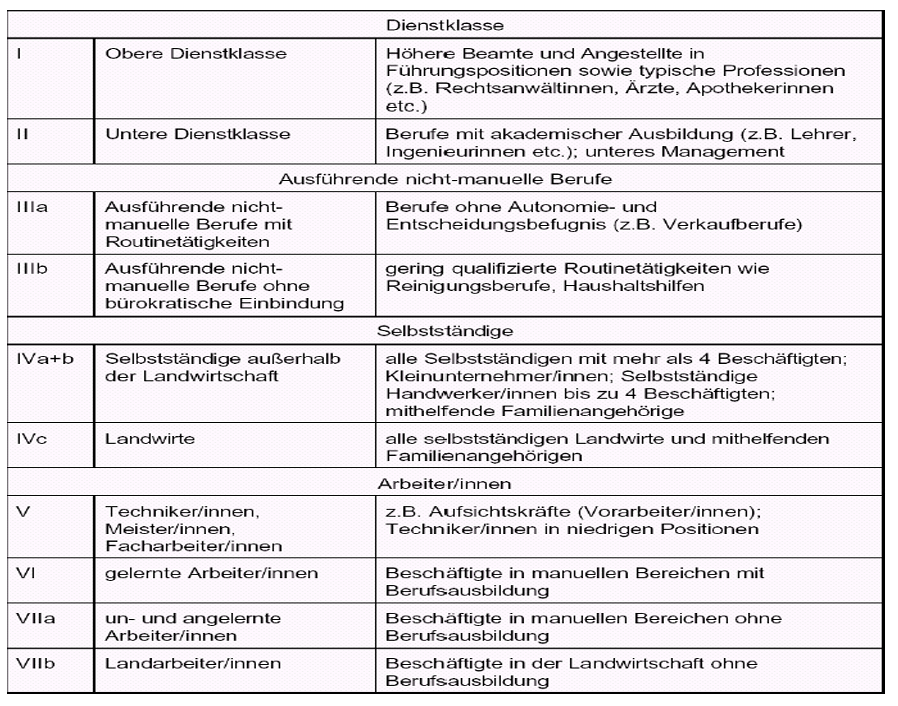 Dienstklasse
I Obere Dienstklasse Höhere Beamte und Angestellte in
Führungspositionen sowie typische Professionen
(z.B. Rechtsanwältinnen, Ärzte, Apothekerinnen
etc.)
II Untere Dienstklasse Berufe mit akademischer Ausbildung (z.B. Lehrer,
Ingenieurinnen etc.); unteres Management
Ausführende nicht-manuelle Berufe
IIIa Ausführende nicht- Berufe ohne Autonomie- und
manuelle Berufe mit Entscheidungsbefugnis (z.B. Verkaufberufe)
Routinetätigkeiten
IIIb Ausführende nicht- gering qualifizierte Routinetätigkeiten wie
manuelle Berufe ohne Reinigungsberufe, Haushaltshilfen
bürokratische Einbindung
Selbstständige
IVa+b Selbstständige außerhalb alle Selbstständigen mit mehr als 4 Beschäftigten;
der Landwirtschaft Kleinunternehmer/innen; Selbstständige
Handwerker/innen bis zu 4 Beschäftigten;
mithelfende Familienangehörige
IVc Landwirte alle selbstständigen Landwirte und mithelfenden
Familienangehörigen
Arbeiter/innen
V Techniker/innen, z.B. Aufsichtskräfte (Vorarbeiter/innen);
Meister/innen, Techniker/innen in niedrigen Positionen
Facharbeiter/innen
VI gelernte Arbeiter/innen Beschäftigte in manuellen Bereichen mit
Berufsausbildung
VIIa un- und angelernte Beschäftigte in manuellen Bereichen ohne
Arbeiter/innen Berufsausbildung
VIIb Landarbeiter/innen Beschäftigte in der Landwirtschaft ohne
Berufsausbildung